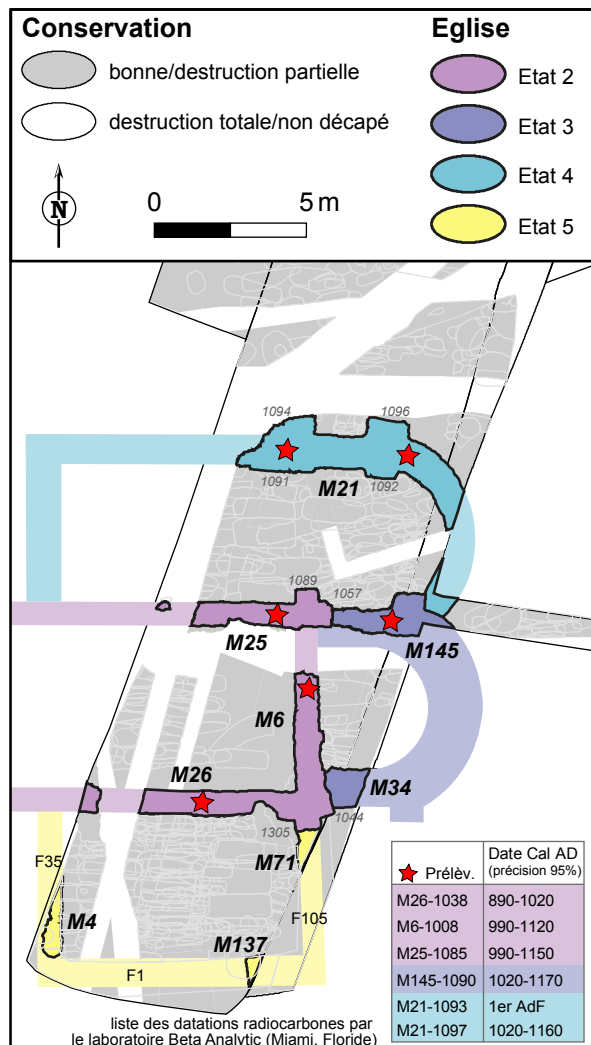 Conservation
bonne/destruction partielle
destruction totale/non décapé
N
0 5 m
Eglise
Etat 2
Etat 3
Etat 4
Etat 5
1094
1096
1091
M21
1092
1089
1057
M25
M145
M6
M26
M34
1044
1305
M71
F35
M4
F105
M137
F1
Prélèv. Date Cal AD
(précision 95%)
M26-1038 890-1020
M6-1008 990-1120
M25-1085 990-1150
M145-1090 1020-1170
M21-1093 1er AdF
M21-1097 1020-1160
liste des datations radiocarbones par
le laboratoire Beta Analytic (Miami, Floride)